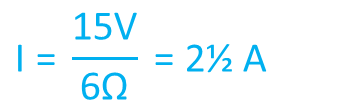 I = 15V / 6Ω = 2½ A